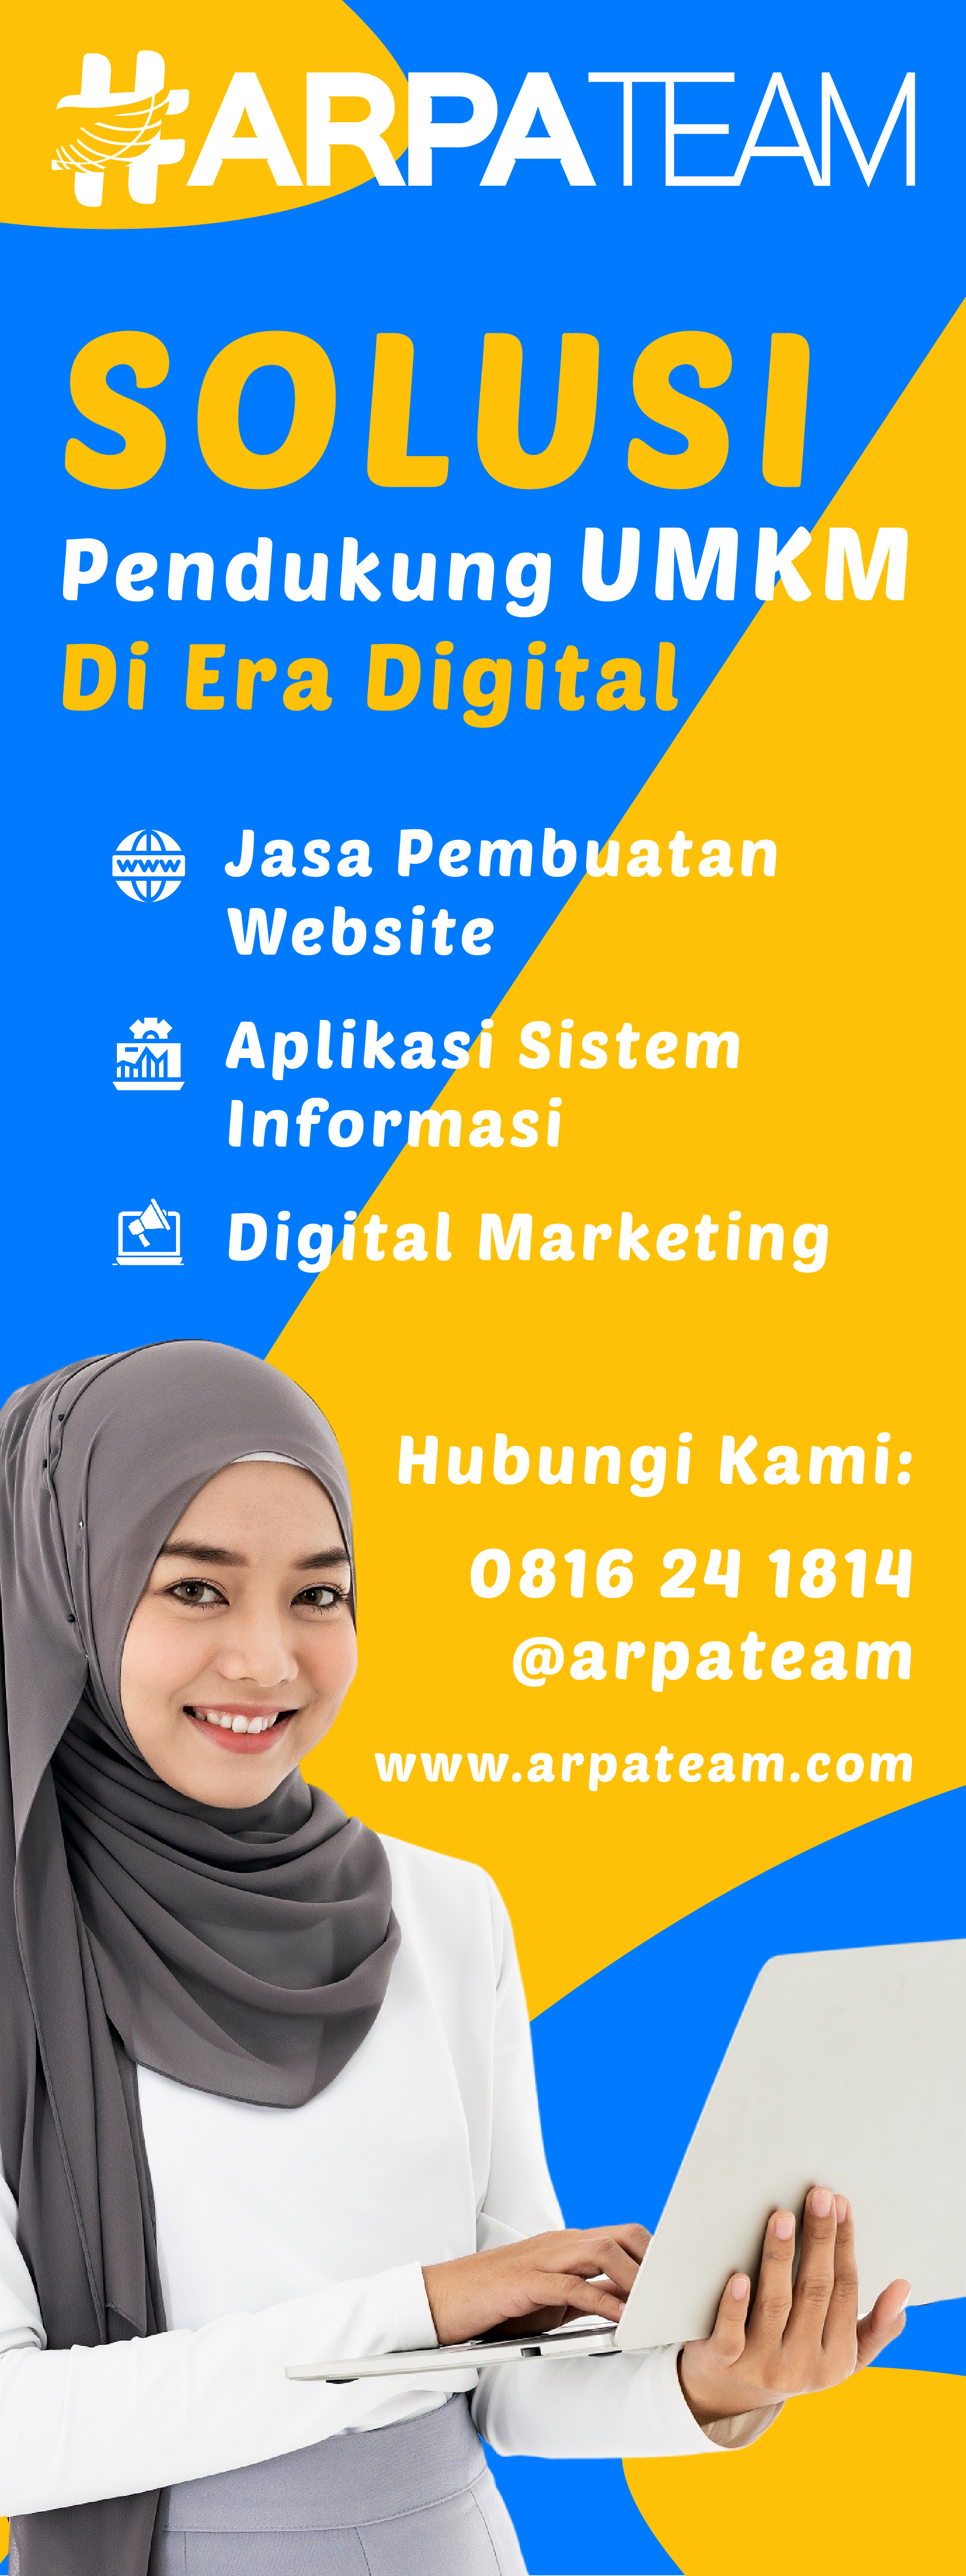 #ARPATEAM
SOLUSI
Pendukung UMKM
Di Era Digital
www
Jasa Pembuatan
Website
Aplikasi Sistem
Informasi
Digital Marketing
Hubungi Kami:
0816 24 1814
@arpateam
www.arpateam.com